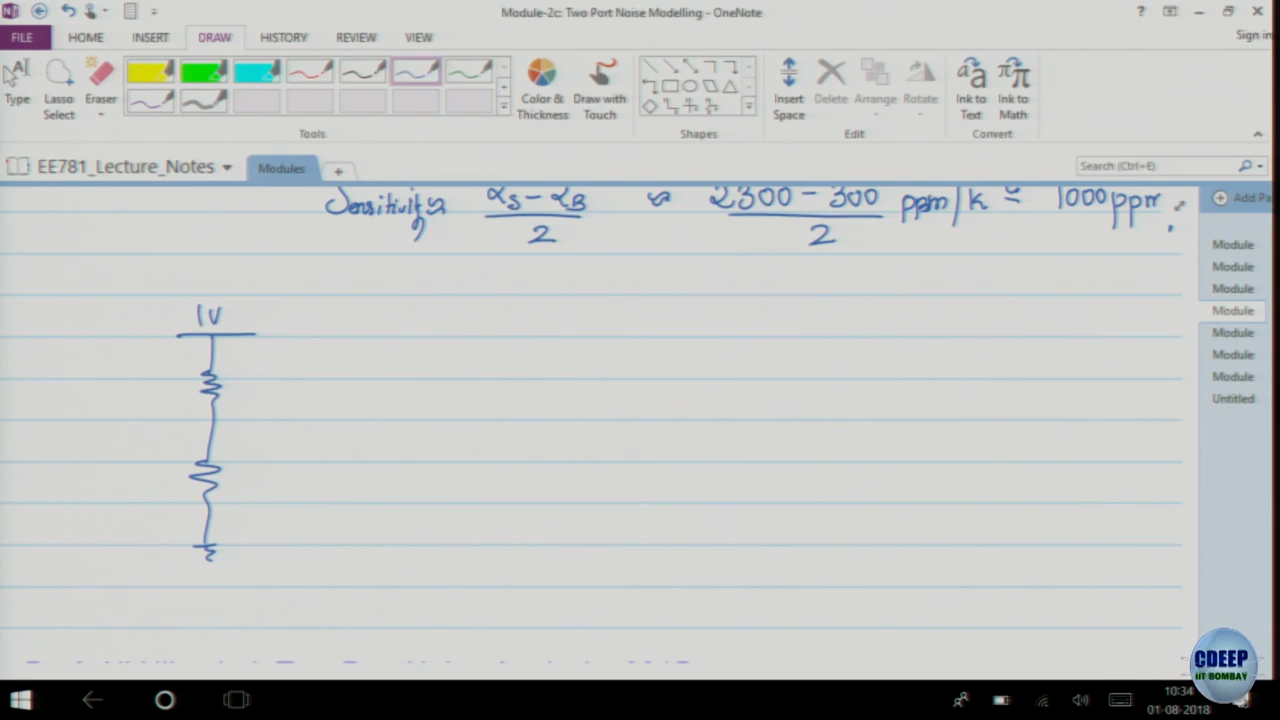 Module-2c: Two Port Noise Modelling - OneNote
?
FILE HOME INSERT DRAW HISTORY REVIEW VIEW
Sign in
Type
Lasso Select
Eraser
Color & Thickness
Draw with Touch
Insert Space
Delete
Arrange
Rotate
Ink to Text
Ink to Math
Tools
Shapes
Edit
Convert
EE781_Lecture_Notes
Modules
+
Search (Ctrl+E)
Sensitivity ≈ (αS - αB)/2 ≈ (2300 - 300)/2 ppm/K ≃ 1000 ppm
1V
Add Pa
Module
Module
Module
Module
Module
Module
Module
Untitled
CDEEP
IIT BOMBAY
10:34
01-08-2018